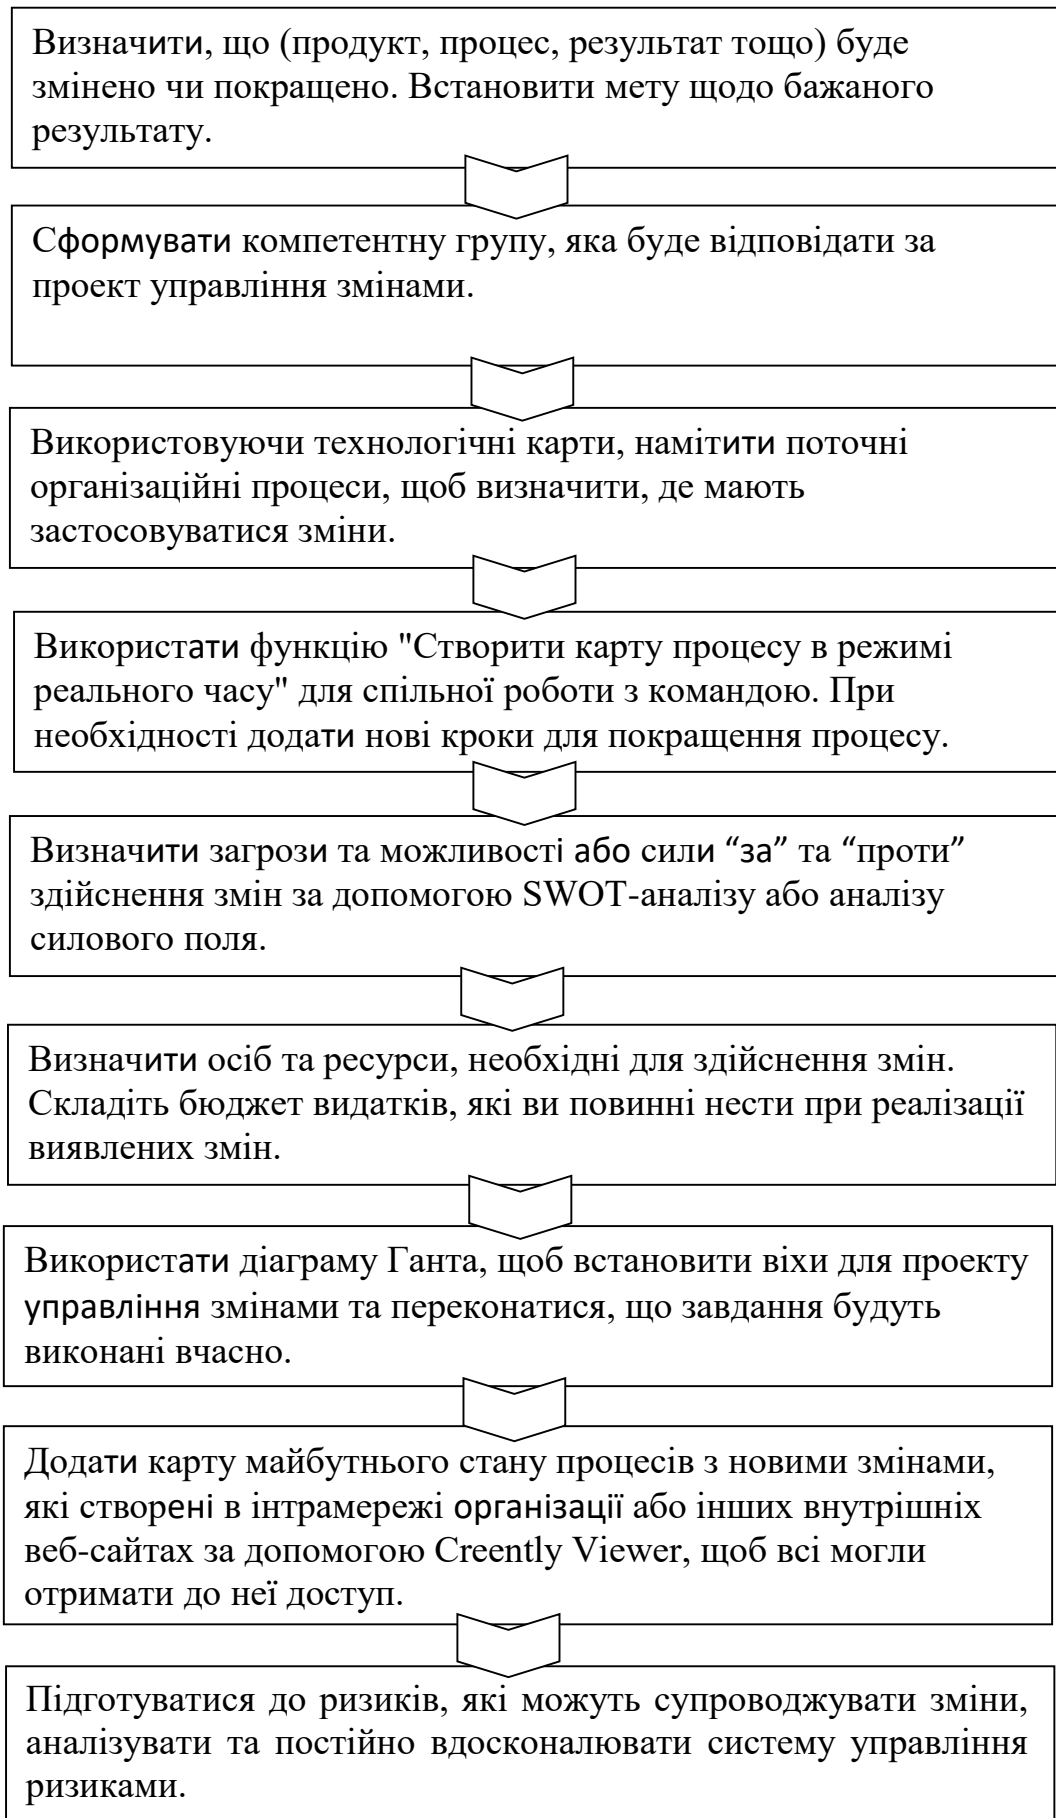 Визначити, що (продукт, процес, результат тощо) буде
змінено чи покращено. Встановити мету щодо бажаного
результату.
Сформувати компетентну групу, яка буде відповідати за
проект управління змінами.
Використовуючи технологічні карти, намітити поточні
організаційні процеси, щоб визначити, де мають
застосовуватися зміни.
Використати функцію "Створити карту процесу в режимі
реального часу" для спільної роботи з командою. При
необхідності додати нові кроки для покращення процесу.
Визначити загрози та можливості або сили “за” та “проти”
здійснення змін за допомогою SWOT-аналізу або аналізу
силового поля.
Визначити осіб та ресурси, необхідні для здійснення змін.
Складіть бюджет видатків, які ви повинні нести при реалізації
виявлених змін.
Використати діаграму Ганта, щоб встановити віхи для проекту
управління змінами та переконатися, що завдання будуть
виконані вчасно.
Додати карту майбутнього стану процесів з новими змінами,
які створені в інтрамережі організації або інших внутрішніх
веб-сайтах за допомогою Creently Viewer, щоб всі могли
отримати до неї доступ.
Підготуватися до ризиків, які можуть супроводжувати зміни,
аналізувати та постійно вдосконалювати систему управління
ризиками.